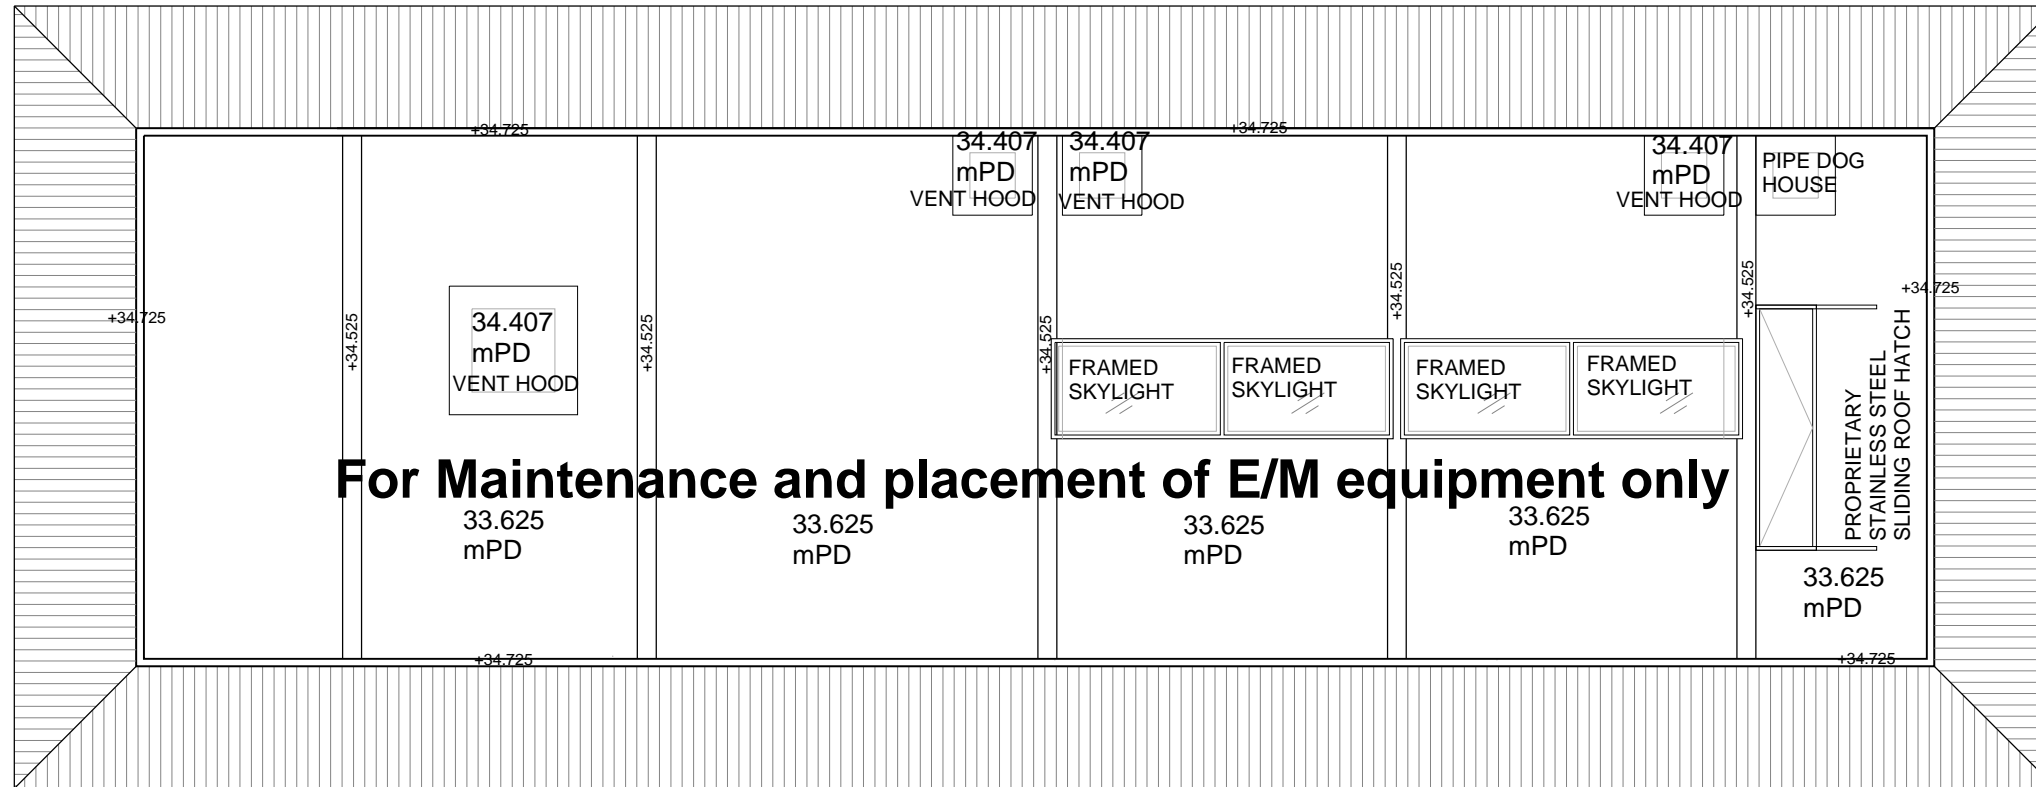 +34.725
+34.725
34.407
mPD
VENT HOOD
34.407
mPD
VENT HOOD
34.407
mPD
VENT HOOD
PIPE DOG
HOUSE
+34.725
+34.525
34.407
mPD
VENT HOOD
+34.525
+34.525
+34.525
+34.525
+34.725
FRAMED
SKYLIGHT
FRAMED
SKYLIGHT
FRAMED
SKYLIGHT
FRAMED
SKYLIGHT
PROPRIETARY
STAINLESS STEEL
SLIDING ROOF HATCH
For Maintenance and placement of E/M equipment only
33.625
mPD
33.625
mPD
33.625
mPD
33.625
mPD
33.625
mPD
+34.725
+34.725